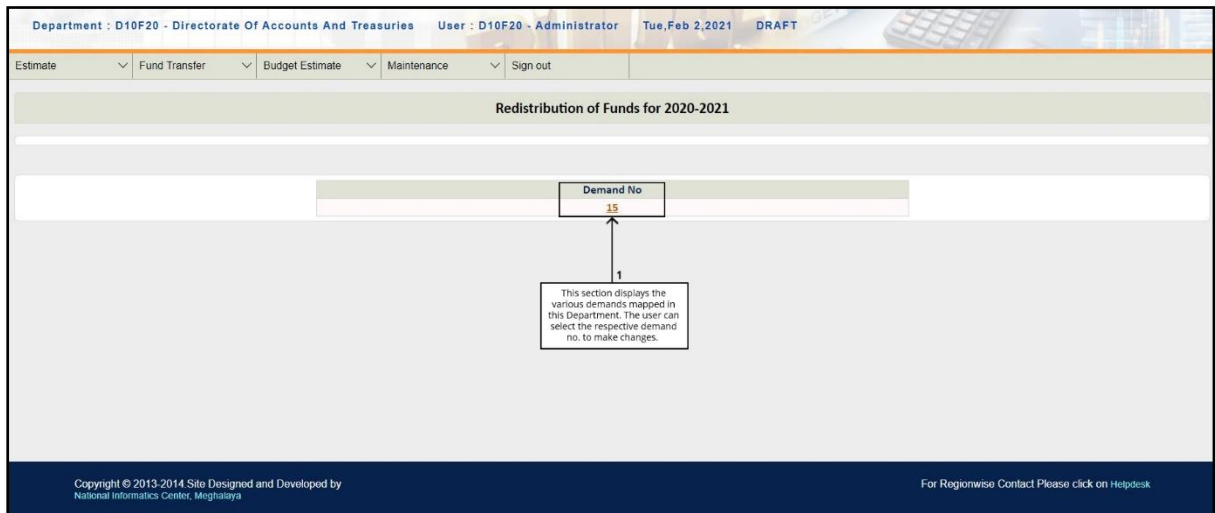 Department : D10F20 - Directorate Of Accounts And Treasuries User : D10F20 - Administrator Tue,Feb 2,2021 DRAFT
Estimate Fund Transfer Budget Estimate Maintenance Sign out
Redistribution of Funds for 2020-2021
Demand No
15
1
This section displays the
various demands mapped in
this Department. The user can
select the respective demand
no. to make changes.
Copyright © 2013-2014.Site Designed and Developed by
National Informatics Center, Meghalaya
For Regionwise Contact Please click on Helpdesk